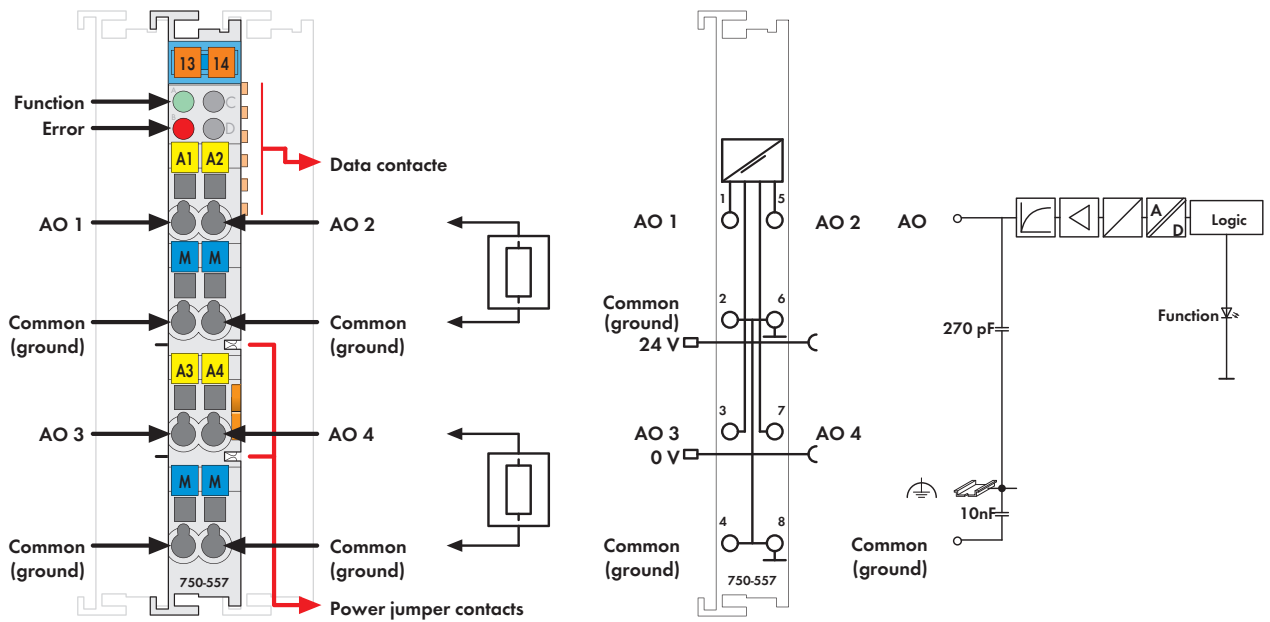 13 14
A C
Function
B D
Error
A1 A2
Data contacte
AO 1
AO 2
M M
Common
(ground)
Common
(ground)
A3 A4
AO 3
AO 4
M M
Common
(ground)
Common
(ground)
750-557
Power jumper contacts
1 5
AO 1
AO 2
2 6
Common
(ground)
24 V
3 7
AO 3
AO 4
0 V
4 8
Common
(ground)
750-557
AO
A
D
Logic
Function
270 pF
10nF
Common
(ground)